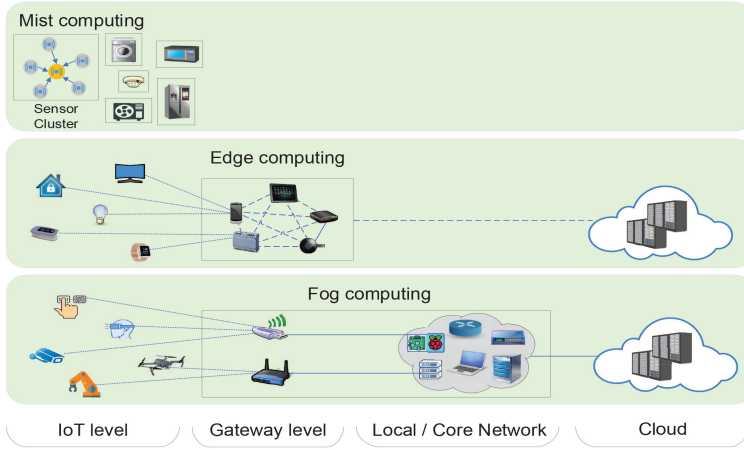 Mist computing
Sensor
Cluster
Edge computing
Fog computing
IoT level
Gateway level
Local / Core Network
Cloud